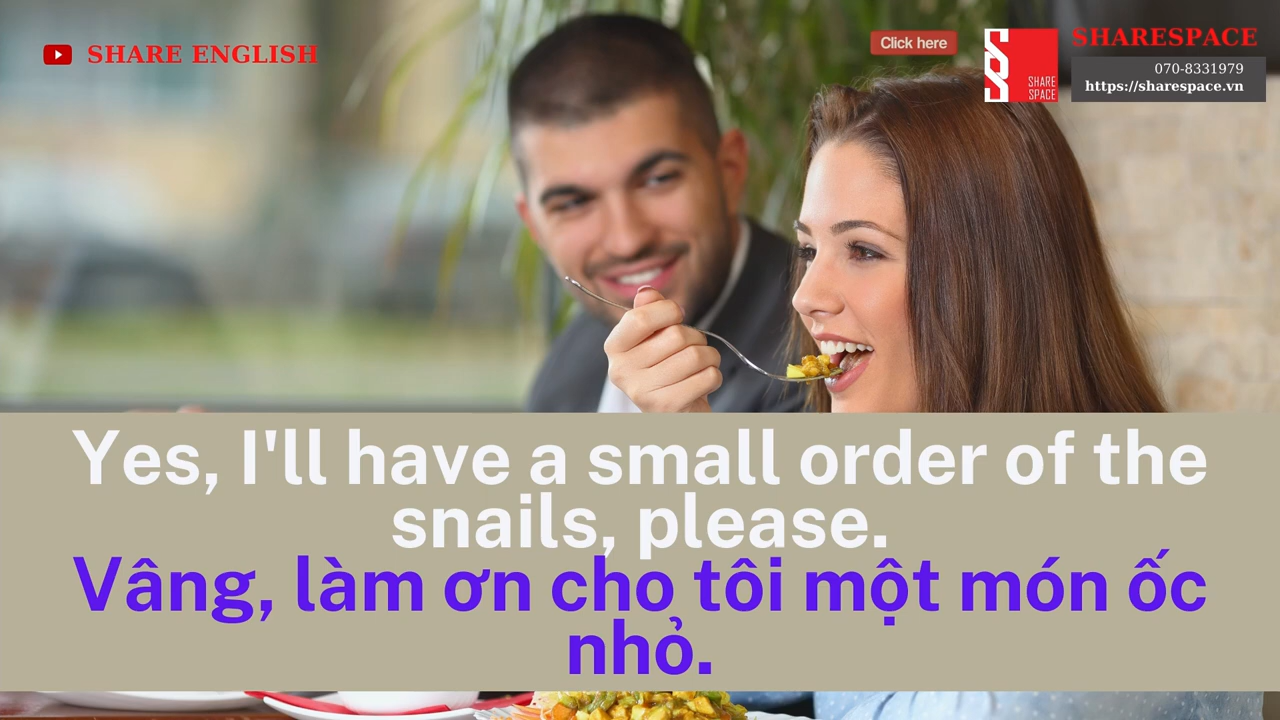 SHARE ENGLISH
Click here
SHARE
SPACE
SHARESPACE
070-8331979
https://sharespace.vn
Yes, I'll have a small order of the
snails, please.
Vâng, làm ơn cho tôi một món ốc
nhỏ.